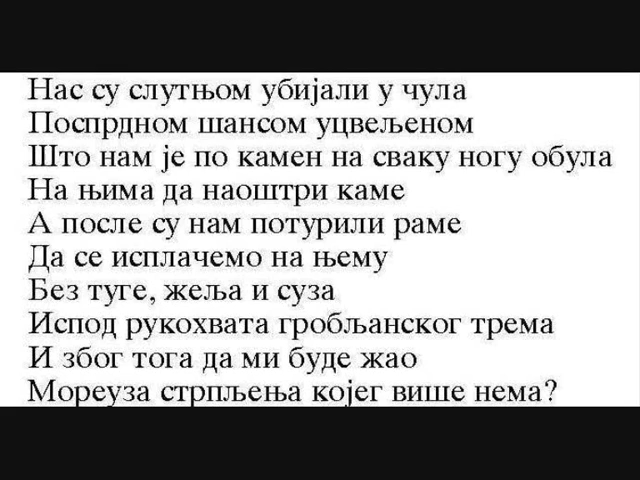 Нас су слутњом убијали у чула
Поспрдном шансом уцвељеном
Што нам је по камен на сваку ногу обула
На њима да наоштри каме
А после су нам потурили раме
Да се исплачемо на њему
Без туге, жеља и суза
Испод рукохвата гробљанског трема
И због тога да ми буде жао
Мореуза стрпљења којег више нема?